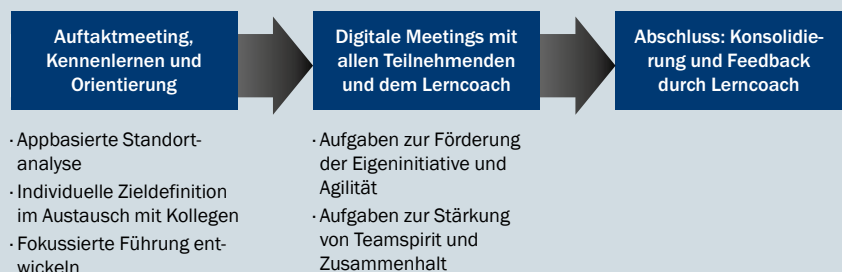 Auftaktmeeting,
Kennenlernen und
Orientierung
· Appbasierte Standort-
analyse
· Individuelle Zieldefinition
im Austausch mit Kollegen
· Fokussierte Führung ent-
wickeln
Digitale Meetings mit
allen Teilnehmenden
und dem Lerncoach
· Aufgaben zur Förderung
der Eigeninitiative und
Agilität
· Aufgaben zur Stärkung
von Teamspirit und
Zusammenhalt
Abschluss: Konsolidie-
rung und Feedback
durch Lerncoach